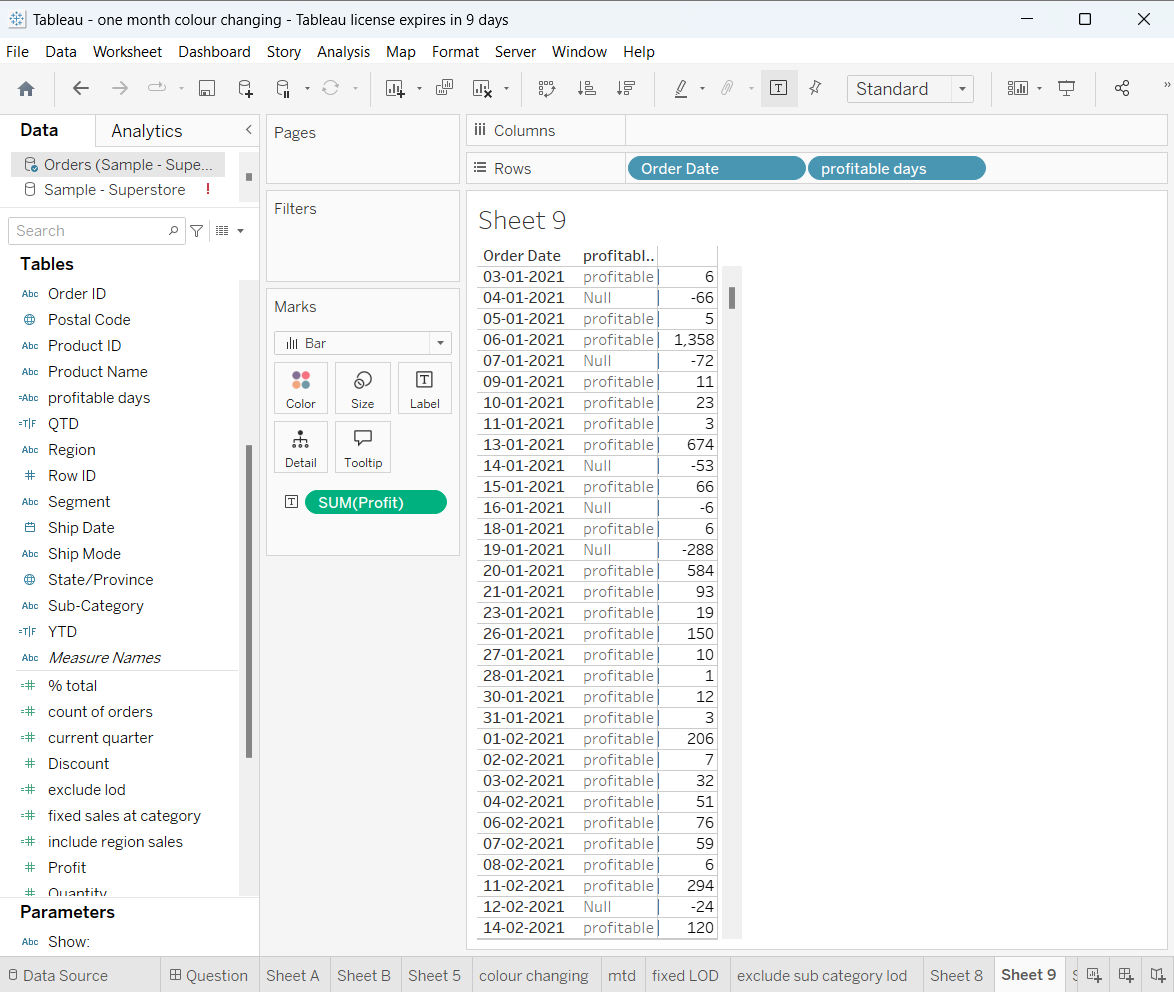 Tableau - one month colour changing - Tableau license expires in 9 days
File Data Worksheet Dashboard Story Analysis Map Format Server Window Help
Standard
Data Analytics
Orders (Sample - Supe...
Sample - Superstore !
Search
Tables
Abc Order ID
Postal Code
Abc Product ID
Abc Product Name
=Abc profitable days
=T|F QTD
Abc Region
# Row ID
Abc Segment
Ship Date
Abc Ship Mode
State/Province
Abc Sub-Category
=T|F YTD
Abc Measure Names
=# % total
=# count of orders
=# current quarter
# Discount
=# exclude lod
=# fixed sales at category
=# include region sales
# Profit
# Quantity
Parameters
Abc Show:
Pages
Filters
Marks
Bar
Color Size Label
Detail Tooltip
SUM(Profit)
Columns
Rows Order Date profitable days
Sheet 9
Order Date profitabl..
03-01-2021 profitable 6
04-01-2021 Null -66
05-01-2021 profitable 5
06-01-2021 profitable 1,358
07-01-2021 Null -72
09-01-2021 profitable 11
10-01-2021 profitable 23
11-01-2021 profitable 3
13-01-2021 profitable 674
14-01-2021 Null -53
15-01-2021 profitable 66
16-01-2021 Null -6
18-01-2021 profitable 6
19-01-2021 Null -288
20-01-2021 profitable 584
21-01-2021 profitable 93
23-01-2021 profitable 19
26-01-2021 profitable 150
27-01-2021 profitable 10
28-01-2021 profitable 1
30-01-2021 profitable 12
31-01-2021 profitable 3
01-02-2021 profitable 206
02-02-2021 profitable 7
03-02-2021 profitable 32
04-02-2021 profitable 51
06-02-2021 profitable 76
07-02-2021 profitable 59
08-02-2021 profitable 6
11-02-2021 profitable 294
12-02-2021 Null -24
14-02-2021 profitable 120
Data Source Question Sheet A Sheet B Sheet 5 colour changing mtd fixed LOD exclude sub category lod Sheet 8 Sheet 9